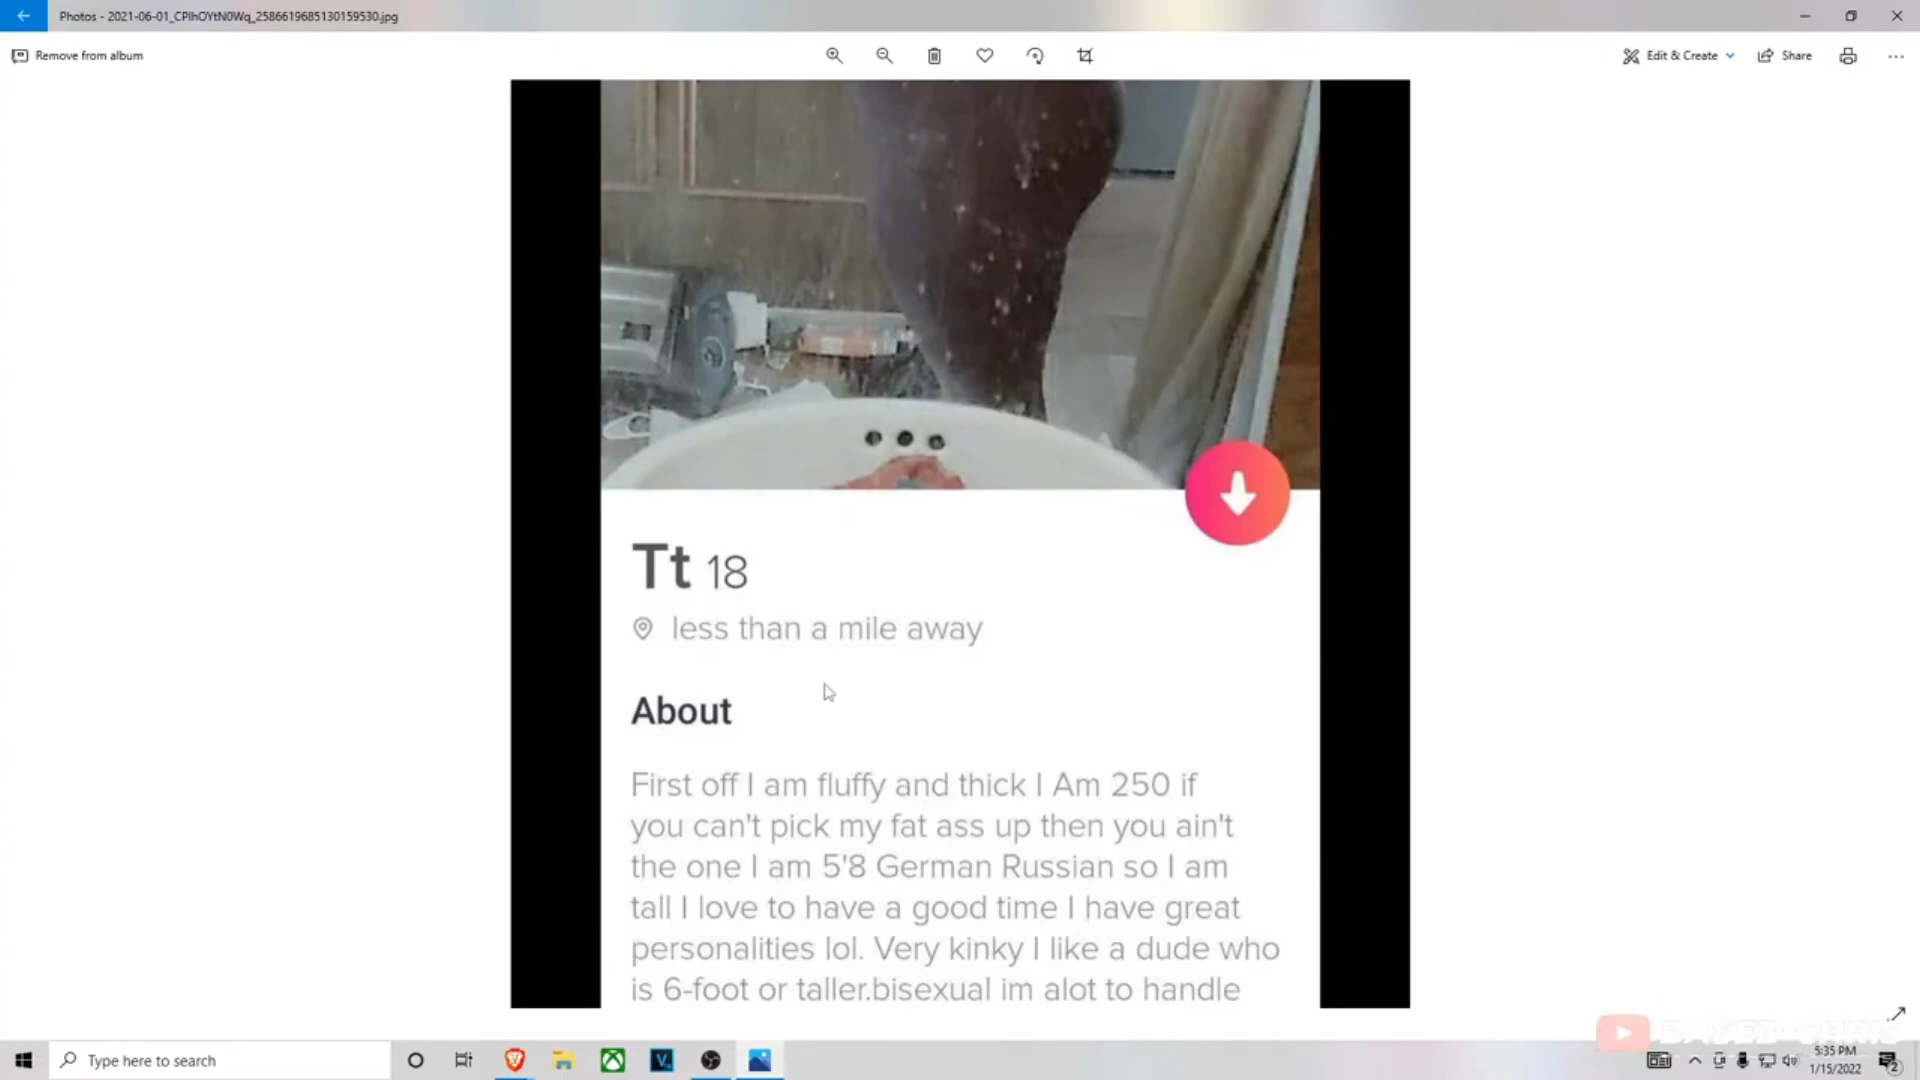 Photos - 2021-06-01_CPlhOYtN0Wq_2586619685130159530.jpg
Remove from album
Edit & Create
Share
Tt 18
less than a mile away
About
First off I am fluffy and thick I Am 250 if
you can't pick my fat ass up then you ain't
the one I am 5'8 German Russian so I am
tall I love to have a good time I have great
personalities lol. Very kinky I like a dude who
is 6-foot or taller.bisexual im alot to handle
Type here to search
5:35 PM
1/15/2022
2